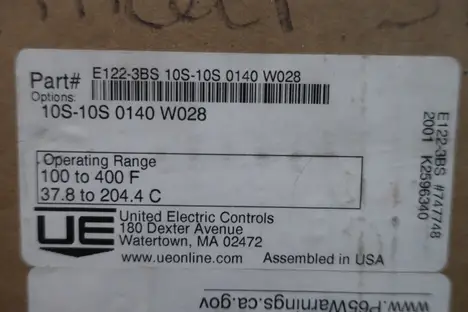 Part# E122-3BS 10S-10S 0140 W028
Options:
10S-10S 0140 W028
Operating Range
100 to 400 F
37.8 to 204.4 C
UE
United Electric Controls
180 Dexter Avenue
Watertown, MA 02472
www.ueonline.com Assembled in USA
E122-3BS #747748
2001 K2596340
www.P65Warnings.ca.gov